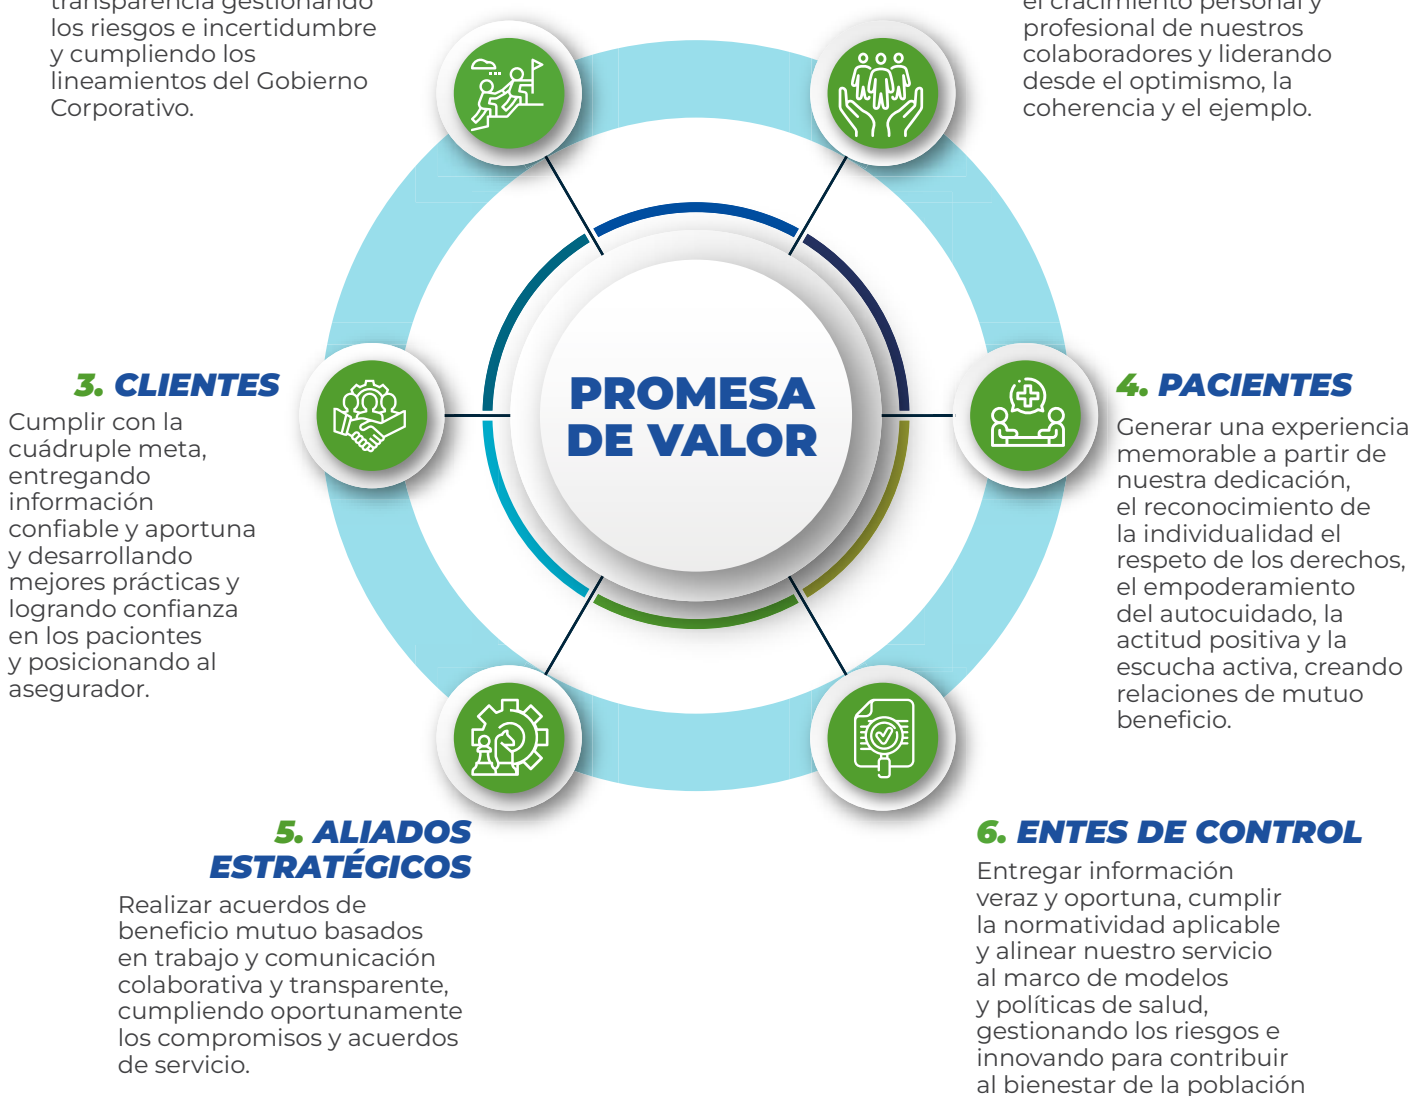 transparencia gestionando
los riesgos e incertidumbre
y cumpliendo los
lineamientos del Gobierno
Corporativo.
el cracimiento personal y
profesional de nuestros
colaboradores y liderando
desde el optimismo, la
coherencia y el ejemplo.
PROMESA
DE VALOR
3. CLIENTES
Cumplir con la
cuádruple meta,
entregando
información
confiable y aportuna
y desarrollando
mejores prácticas y
logrando confianza
en los paciontes
y posicionando al
asegurador.
4. PACIENTES
Generar una experiencia
memorable a partir de
nuestra dedicación,
el reconocimiento de
la individualidad el
respeto de los derechos,
el empoderamiento
del autocuidado, la
actitud positiva y la
escucha activa, creando
relaciones de mutuo
beneficio.
5. ALIADOS
ESTRATÉGICOS
Realizar acuerdos de
beneficio mutuo basados
en trabajo y comunicación
colaborativa y transparente,
cumpliendo oportunamente
los compromisos y acuerdos
de servicio.
6. ENTES DE CONTROL
Entregar información
veraz y oportuna, cumplir
la normatividad aplicable
y alinear nuestro servicio
al marco de modelos
y políticas de salud,
gestionando los riesgos e
innovando para contribuir
al bienestar de la población